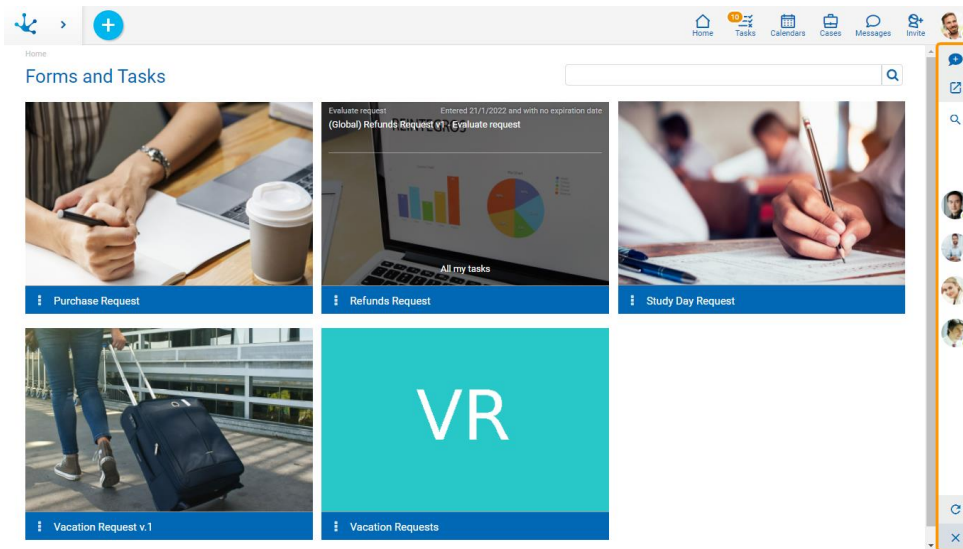 Home
10
Tasks
Calendars
Cases
Messages
Invite
Home
Forms and Tasks
Evaluate request
Entered 21/1/2022 and with no expiration date
(Global) Refunds Request v1 - Evaluate request
REINTEGROS
All my tasks
Purchase Request
Refunds Request
Study Day Request
VR
Vacation Request v.1
Vacation Requests